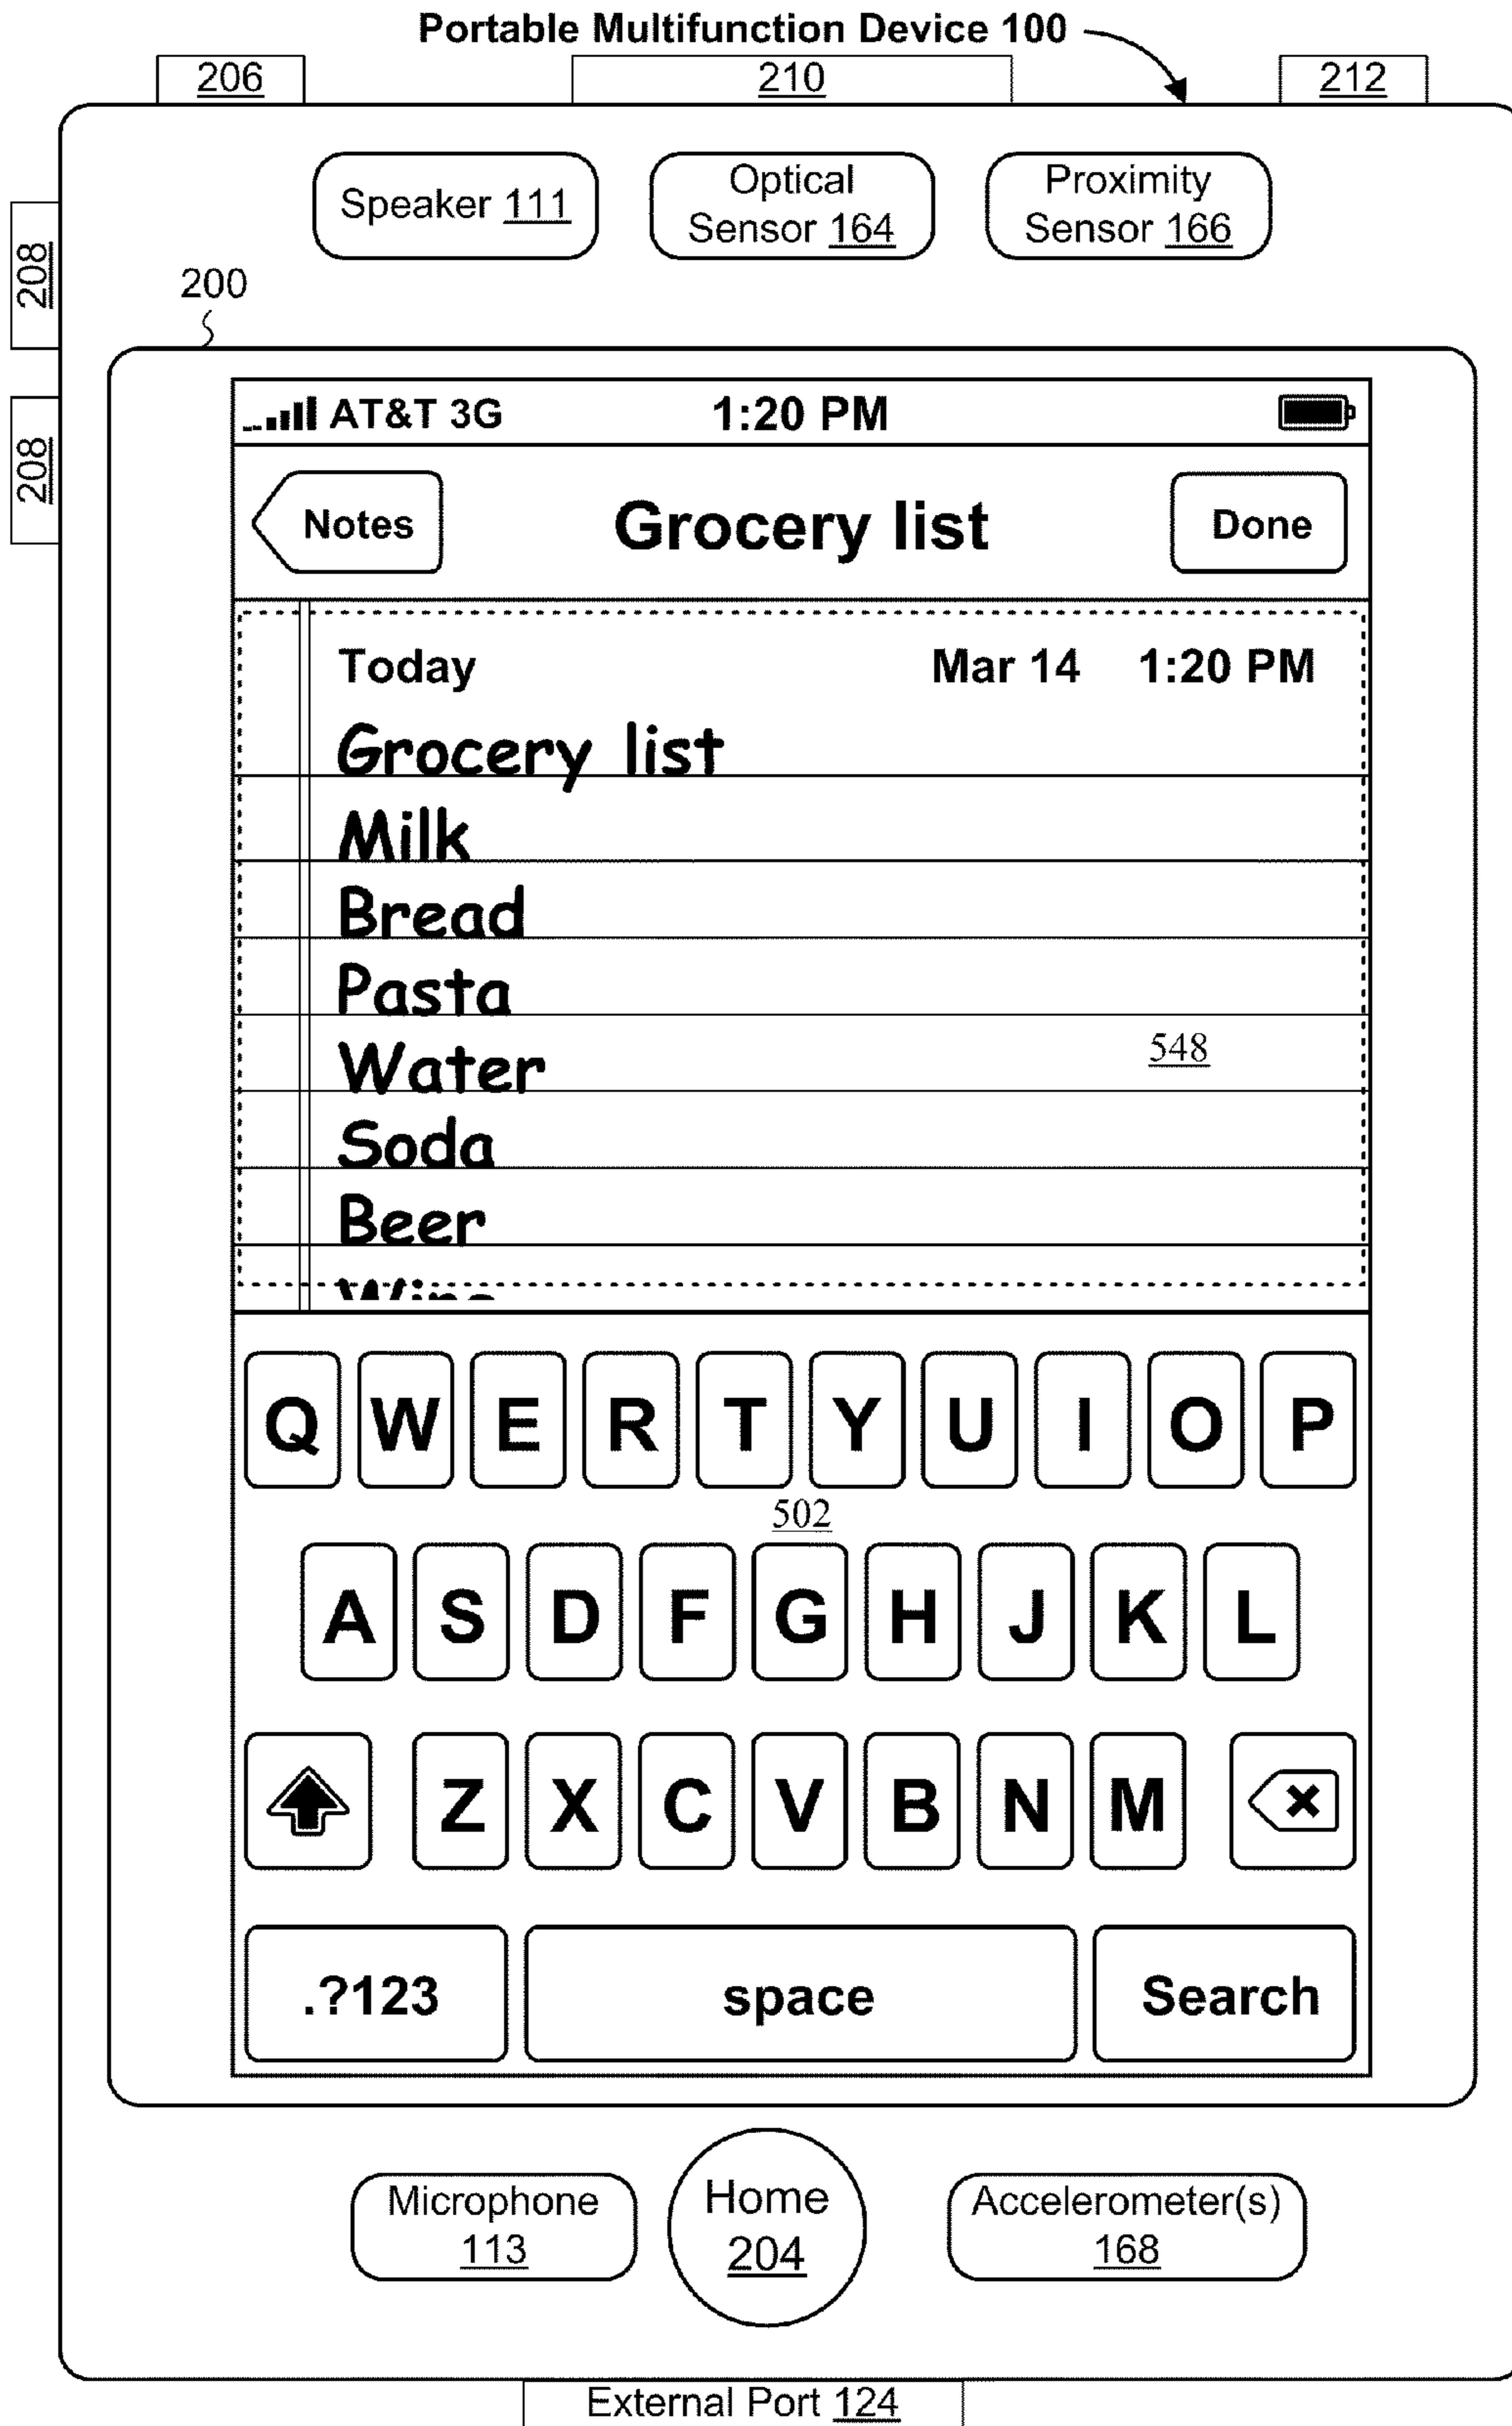 Portable Multifunction Device 100
206 210 212
Speaker 111
Optical
Sensor 164
Proximity
Sensor 166
208
200
208
AT&T 3G 1:20 PM
Notes Grocery list Done
Today Mar 14 1:20 PM
Grocery list
Milk
Bread
Pasta
Water
548
Soda
Beer
Q W E R T Y U I O P
502
A S D F G H J K L
Z X C V B N M
.?123 space Search
Microphone
113
Home
204
Accelerometer(s)
168
External Port 124